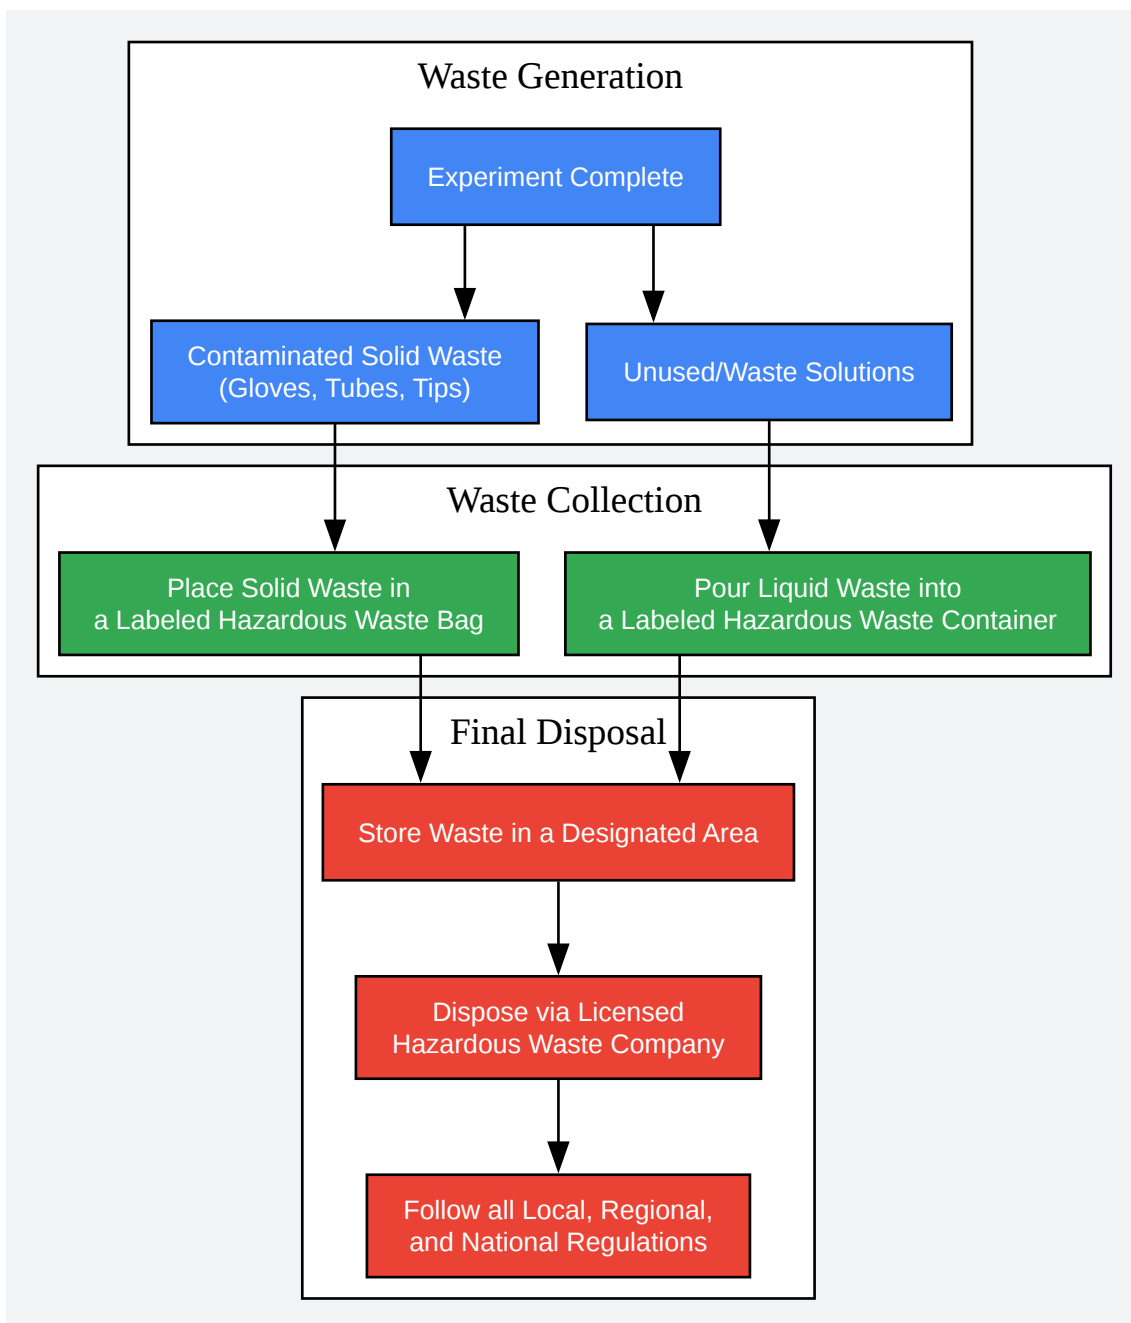 Waste Generation
Experiment Complete
Contaminated Solid Waste
(Gloves, Tubes, Tips)
Unused/Waste Solutions
Waste Collection
Place Solid Waste in
a Labeled Hazardous Waste Bag
Pour Liquid Waste into
a Labeled Hazardous Waste Container
Final Disposal
Store Waste in a Designated Area
Dispose via Licensed
Hazardous Waste Company
Follow all Local, Regional,
and National Regulations